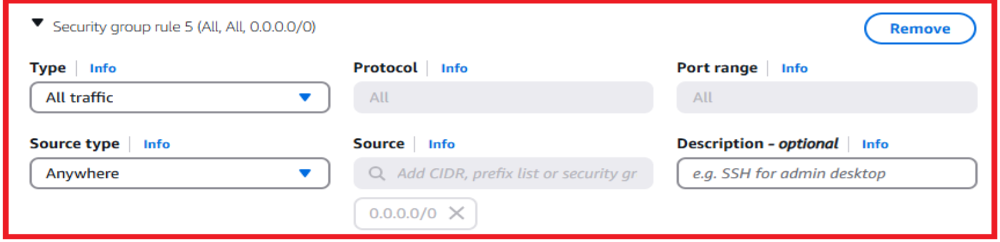 Security group rule 5 (All, All, 0.0.0.0/0)
Remove
Type Info
Protocol Info
Port range Info
All traffic
All
All
Source type Info
Source Info
Description - optional Info
Anywhere
Add CIDR, prefix list or security gr
e.g. SSH for admin desktop
0.0.0.0/0